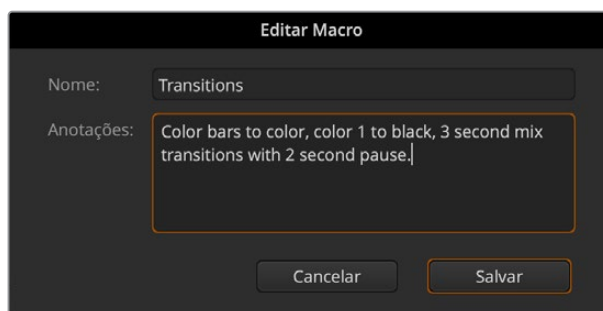 Editar Macro
Nome: Transitions
Anotações: Color bars to color, color 1 to black, 3 second mix
transitions with 2 second pause.
Cancelar Salvar